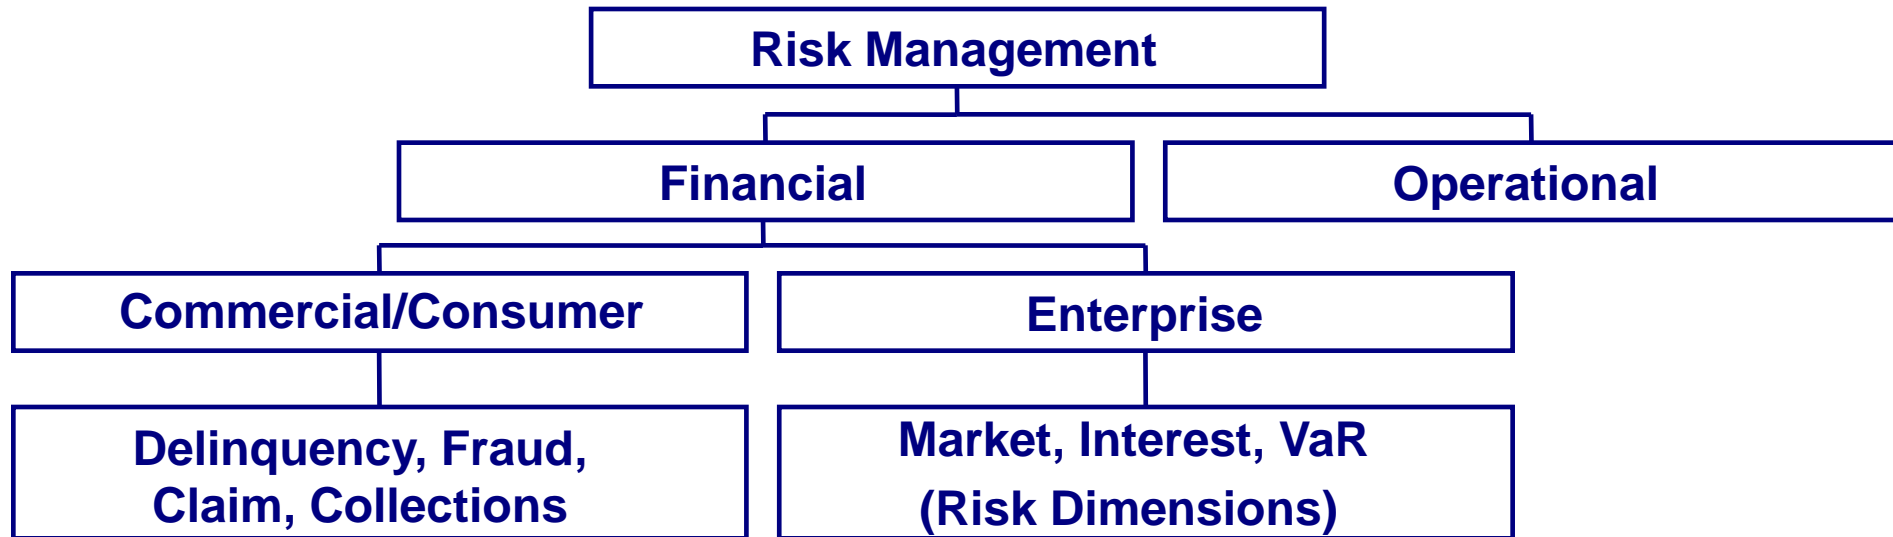 Risk Management
Financial
Operational
Commercial/Consumer
Enterprise
Delinquency, Fraud,
Claim, Collections
Market, Interest, VaR
(Risk Dimensions)